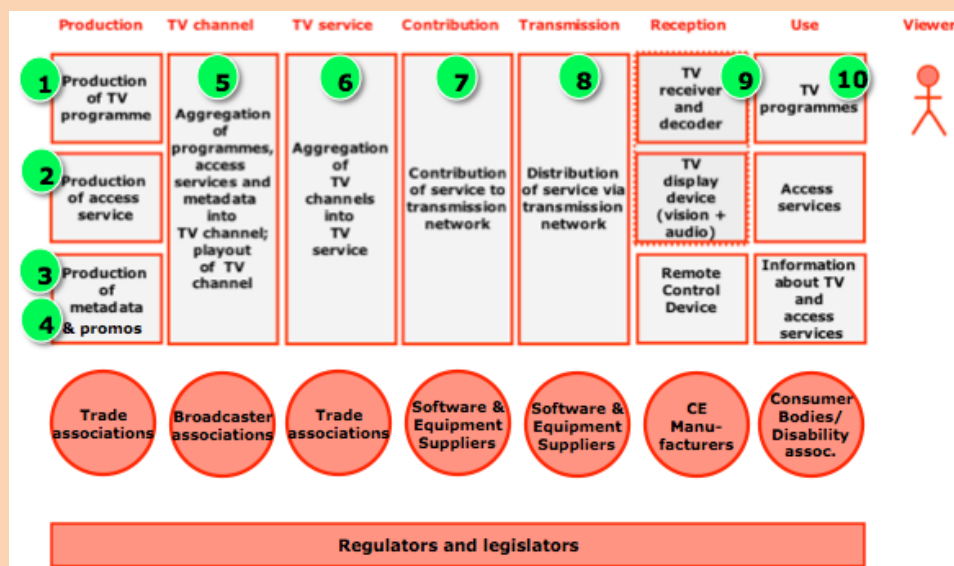 Production
TV channel
TV service
Contribution
Transmission
Reception
Use
Viewer
1
Production
of TV
programme
2
Production
of access
service
3
Production
of
metadata
4
& promos
5
Aggregation
of
programmes,
access
services and
metadata
into
TV channel;
playout
of TV
channel
6
Aggregation
of
TV
channels
into
TV
service
7
Contribution
of service to
transmission
network
8
Distribution
of service via
transmission
network
9
TV
receiver
and
decoder
TV
display
device
(vision +
audio)
Remote
Control
Device
10
TV
programmes
Access
services
Information
about TV
and
access
services
Trade
associations
Broadcaster
associations
Trade
associations
Software &
Equipment
Suppliers
Software &
Equipment
Suppliers
CE
Manu-
facturers
Consumer
Bodies/
Disability
assoc.
Regulators and legislators